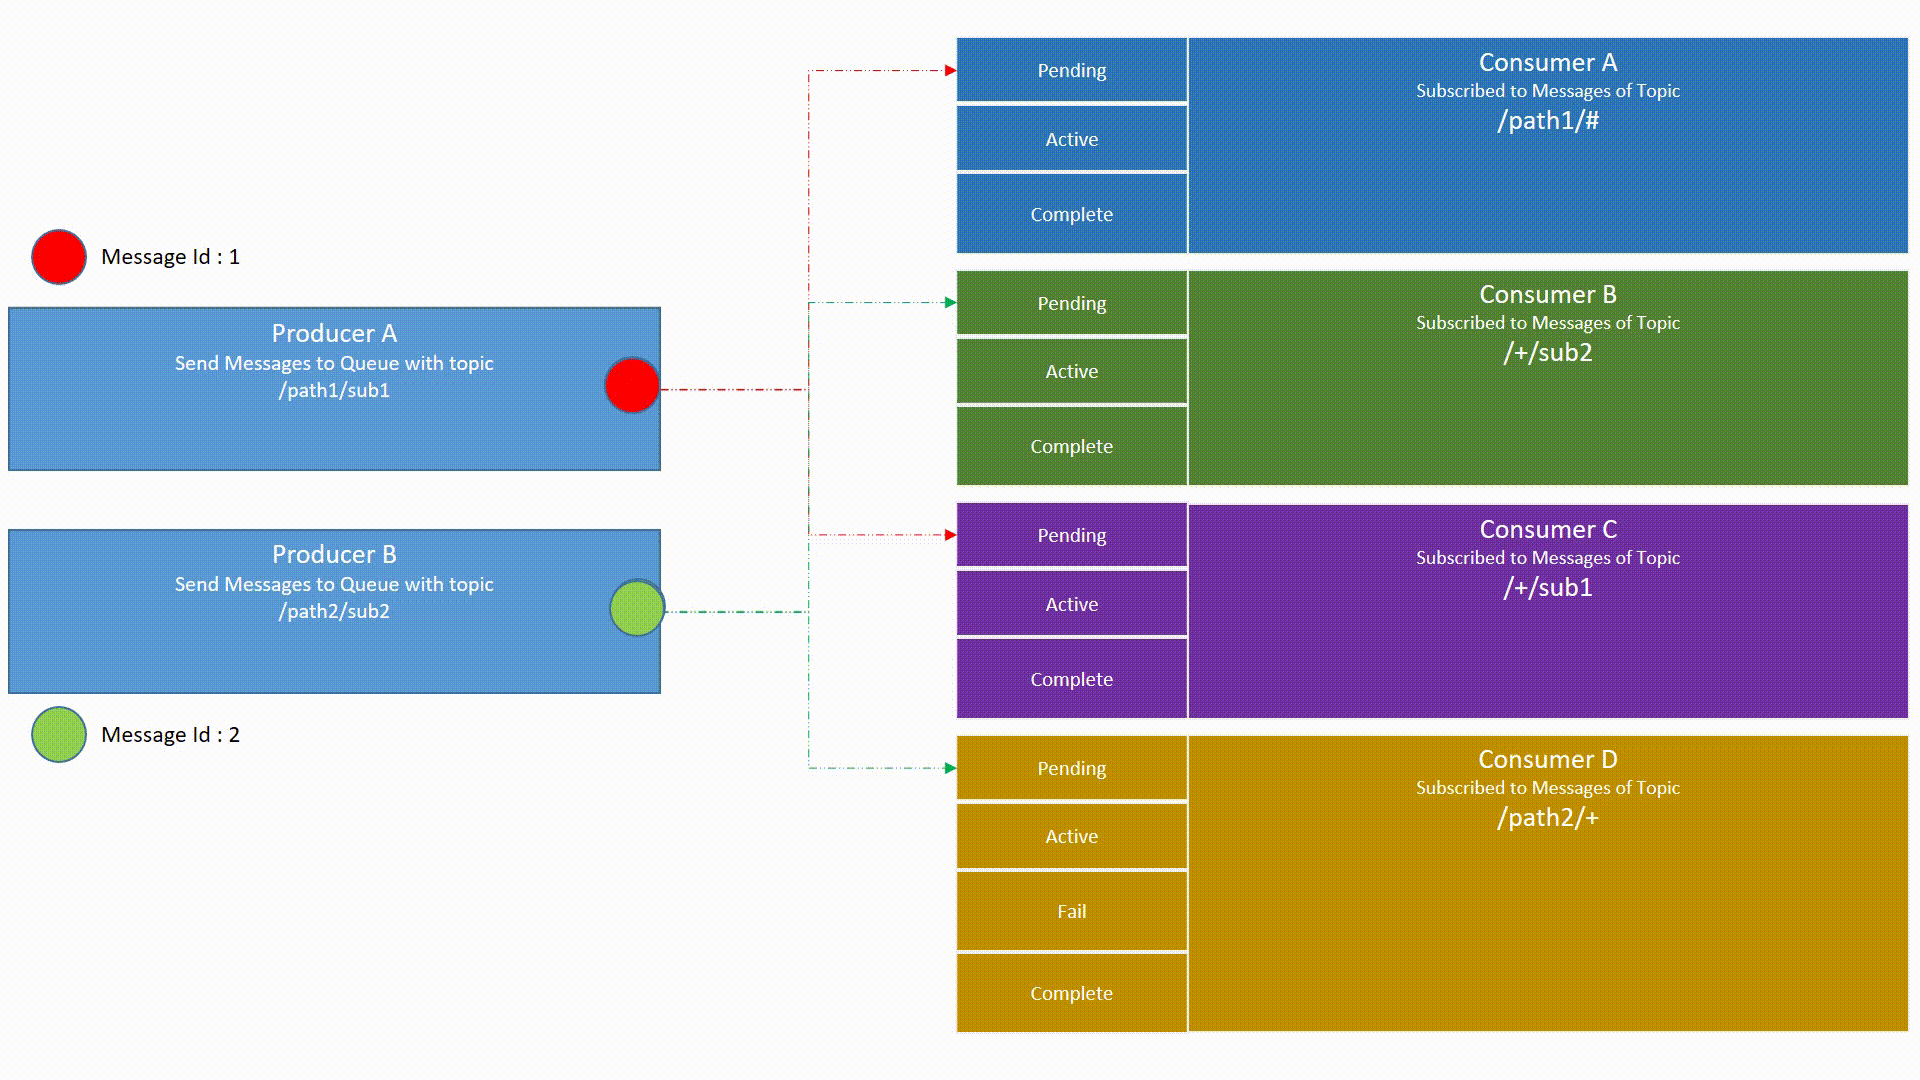 Message Id : 1
Producer A
Send Messages to Queue with topic
/path1/sub1
Producer B
Send Messages to Queue with topic
/path2/sub2
Message Id : 2
Pending
Active
Complete
Consumer A
Subscribed to Messages of Topic
/path1/#
Pending
Active
Complete
Consumer B
Subscribed to Messages of Topic
/+/sub2
Pending
Active
Complete
Consumer C
Subscribed to Messages of Topic
/+/sub1
Pending
Active
Fail
Complete
Consumer D
Subscribed to Messages of Topic
/path2/+